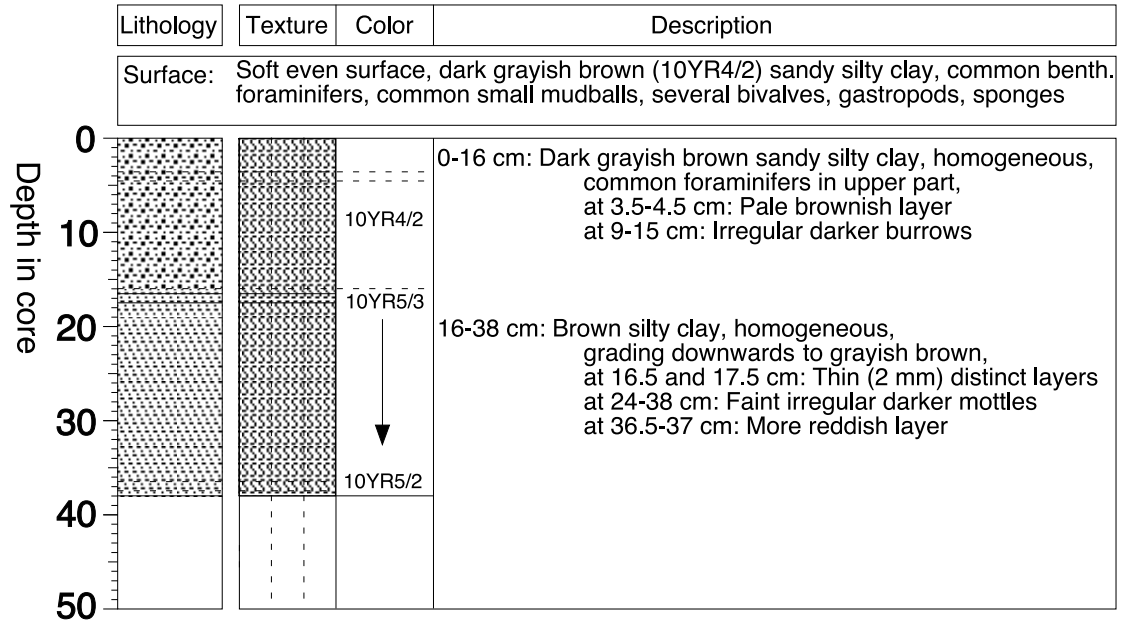 Lithology Texture Color Description
Surface: Soft even surface, dark grayish brown (10YR4/2) sandy silty clay, common benth.
foraminifers, common small mudballs, several bivalves, gastropods, sponges
Depth in core
0
10
20
30
40
50
10YR4/2
10YR5/3
10YR5/2
0-16 cm: Dark grayish brown sandy silty clay, homogeneous,
common foraminifers in upper part,
at 3.5-4.5 cm: Pale brownish layer
at 9-15 cm: Irregular darker burrows
16-38 cm: Brown silty clay, homogeneous,
grading downwards to grayish brown,
at 16.5 and 17.5 cm: Thin (2 mm) distinct layers
at 24-38 cm: Faint irregular darker mottles
at 36.5-37 cm: More reddish layer